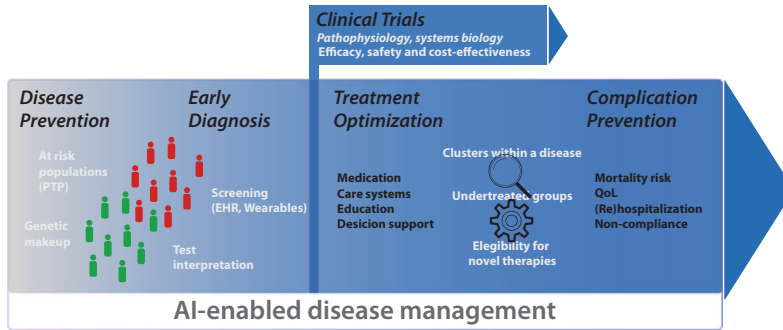 Clinical Trials
Pathophysiology, systems biology
Efficacy, safety and cost-effectiveness
Disease
Prevention
Early
Diagnosis
Treatment
Optimization
Complication
Prevention
At risk
populations
(PTP)
Genetic
makeup
Screening
(EHR, Wearables)
Test
interpretation
Medication
Care systems
Education
Desicion support
Clusters within a disease
Undertreated groups
Elegibility for
novel therapies
Mortality risk
QoL
(Re)hospitalization
Non-compliance
AI-enabled disease management